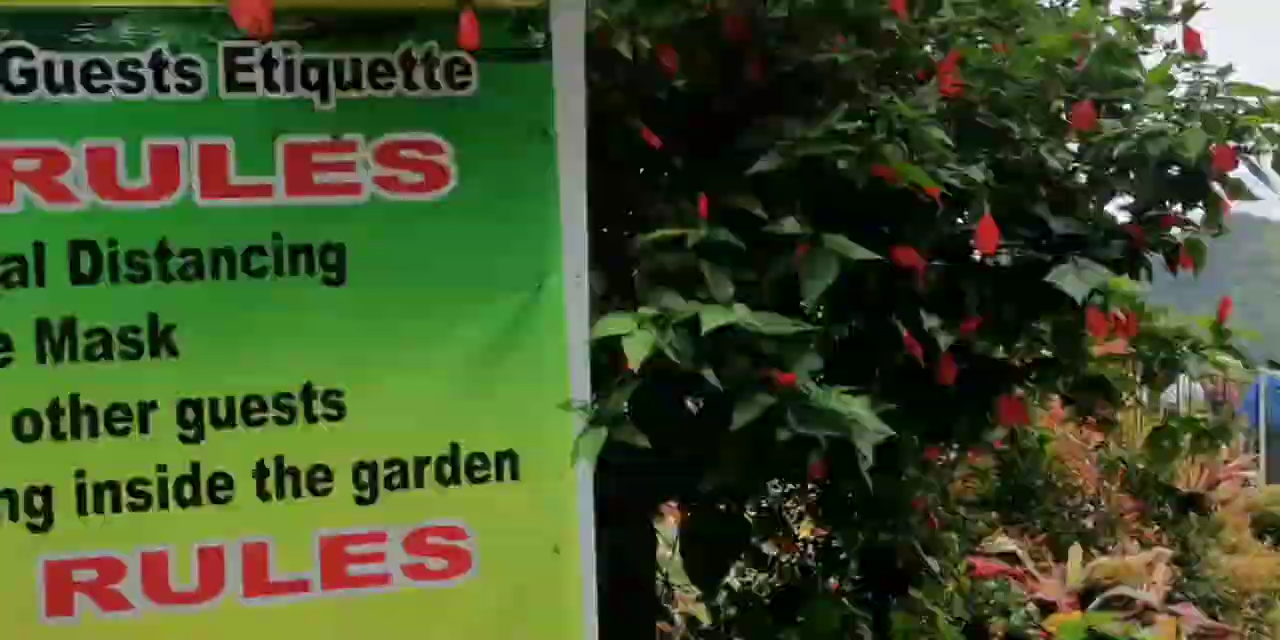 Guests Etiquette
RULES
al Distancing
e Mask
other guests
ng inside the garden
RULES